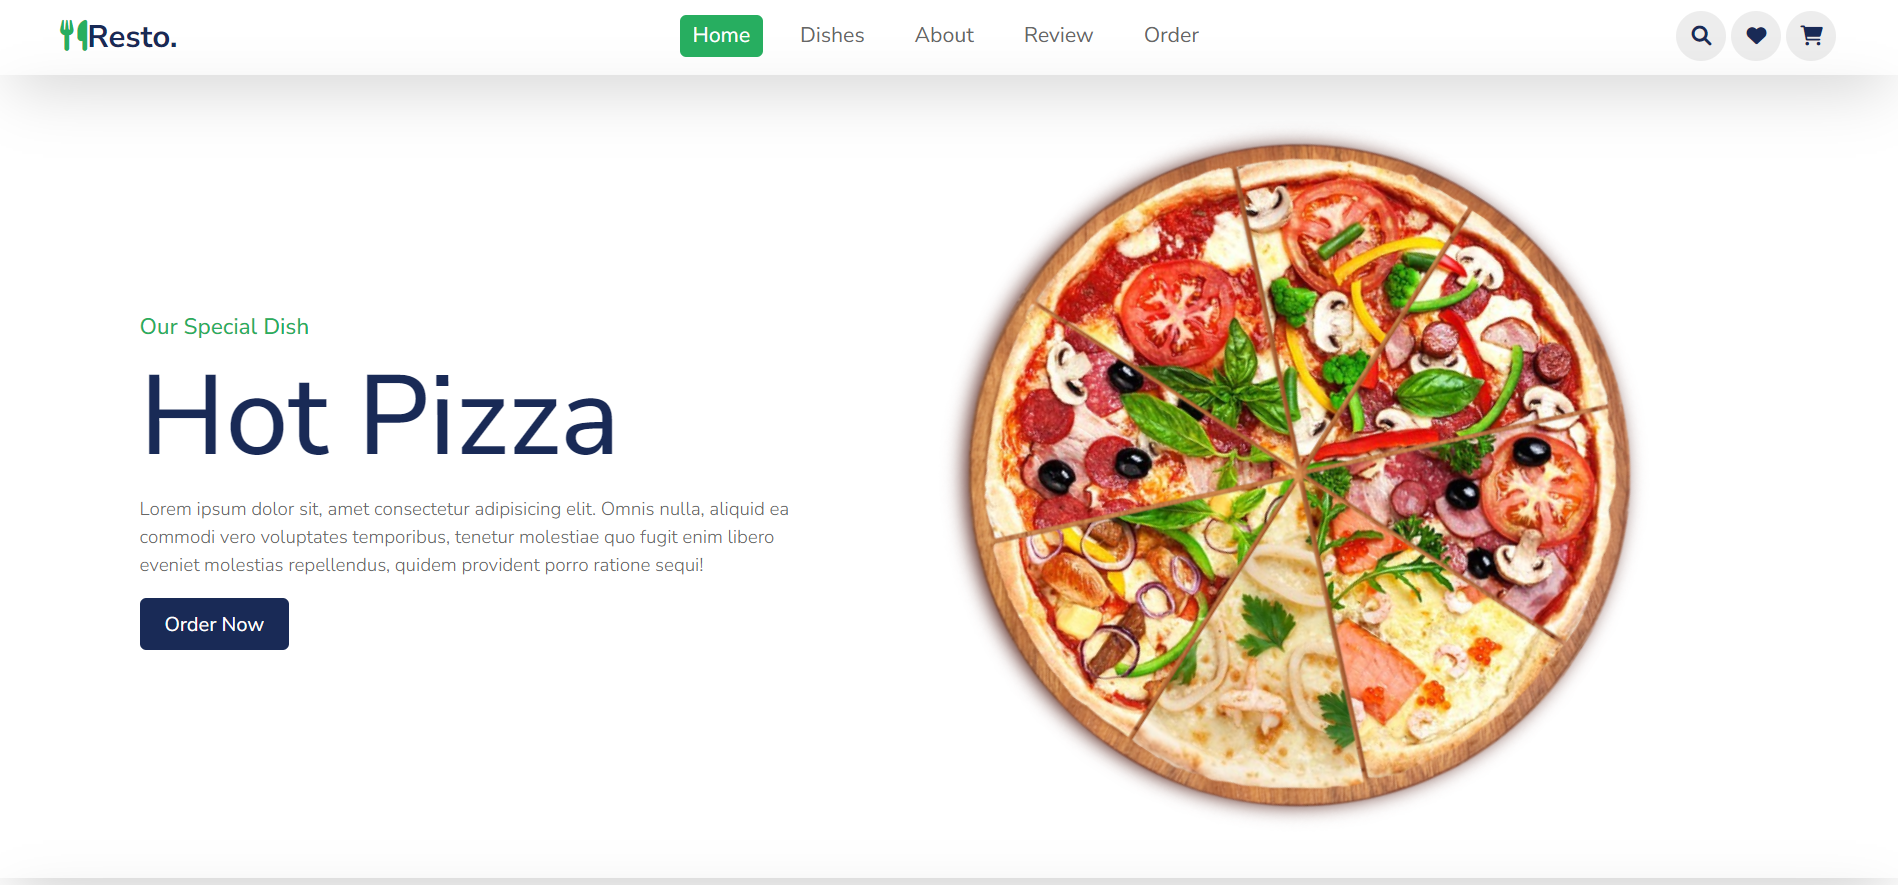 Resto.
Home
Dishes
About
Review
Order
Our Special Dish
Hot Pizza
Lorem ipsum dolor sit, amet consectetur adipisicing elit. Omnis nulla, aliquid ea
commodi vero voluptates temporibus, tenetur molestiae quo fugit enim libero
eveniet molestias repellendus, quidem provident porro ratione sequi!
Order Now